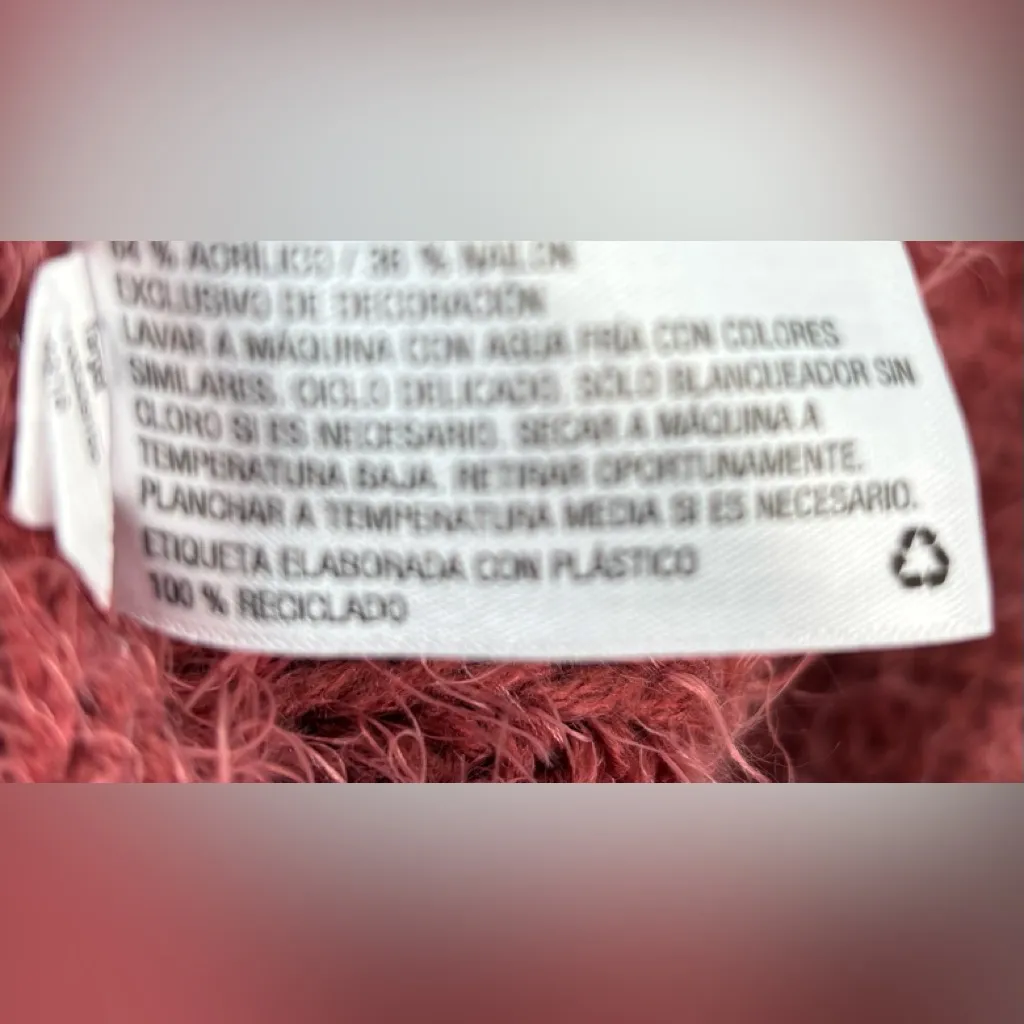 % ACRÍLICO / 36 %
EXCLUSIVO DE DECORACIÓN
LAVAR A MÁQUINA CON AGUA FRÍA CON COLORES
SIMILARES. CICLO DELICADO. SÓLO BLANQUEADOR SIN
CLORO SI ES NECESARIO. SECAR A MÁQUINA A
TEMPERATURA BAJA. RETIRAR OPORTUNAMENTE.
PLANCHAR A TEMPERATURA MEDIA SI ES NECESARIO.
ETIQUETA ELABORADA CON PLÁSTICO
100 % RECICLADO